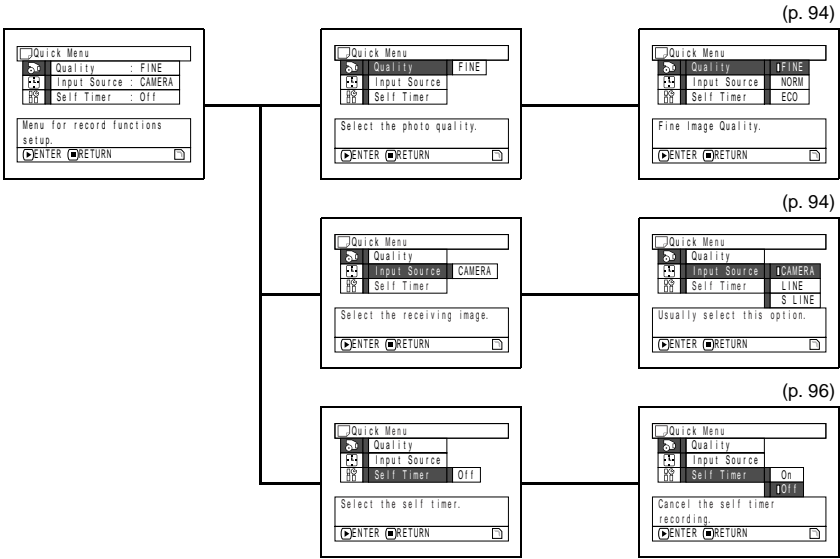 (p. 94)
Quick Menu
Quality : FINE
Input Source : CAMERA
Self Timer : Off
Menu for record functions
setup.
ENTER RETURN
Quick Menu
Quality FINE
Input Source
Self Timer
Select the photo quality.
ENTER RETURN
Quick Menu
Quality FINE
Input Source NORM
Self Timer ECO
Fine Image Quality.
ENTER RETURN
(p. 94)
Quick Menu
Quality
Input Source CAMERA
Self Timer
Select the receiving image.
ENTER RETURN
Quick Menu
Quality
Input Source CAMERA
Self Timer LINE
S LINE
Usually select this option.
ENTER RETURN
(p. 96)
Quick Menu
Quality
Input Source
Self Timer Off
Select the self timer.
ENTER RETURN
Quick Menu
Quality
Input Source
Self Timer On
Off
Cancel the self timer
recording.
ENTER RETURN